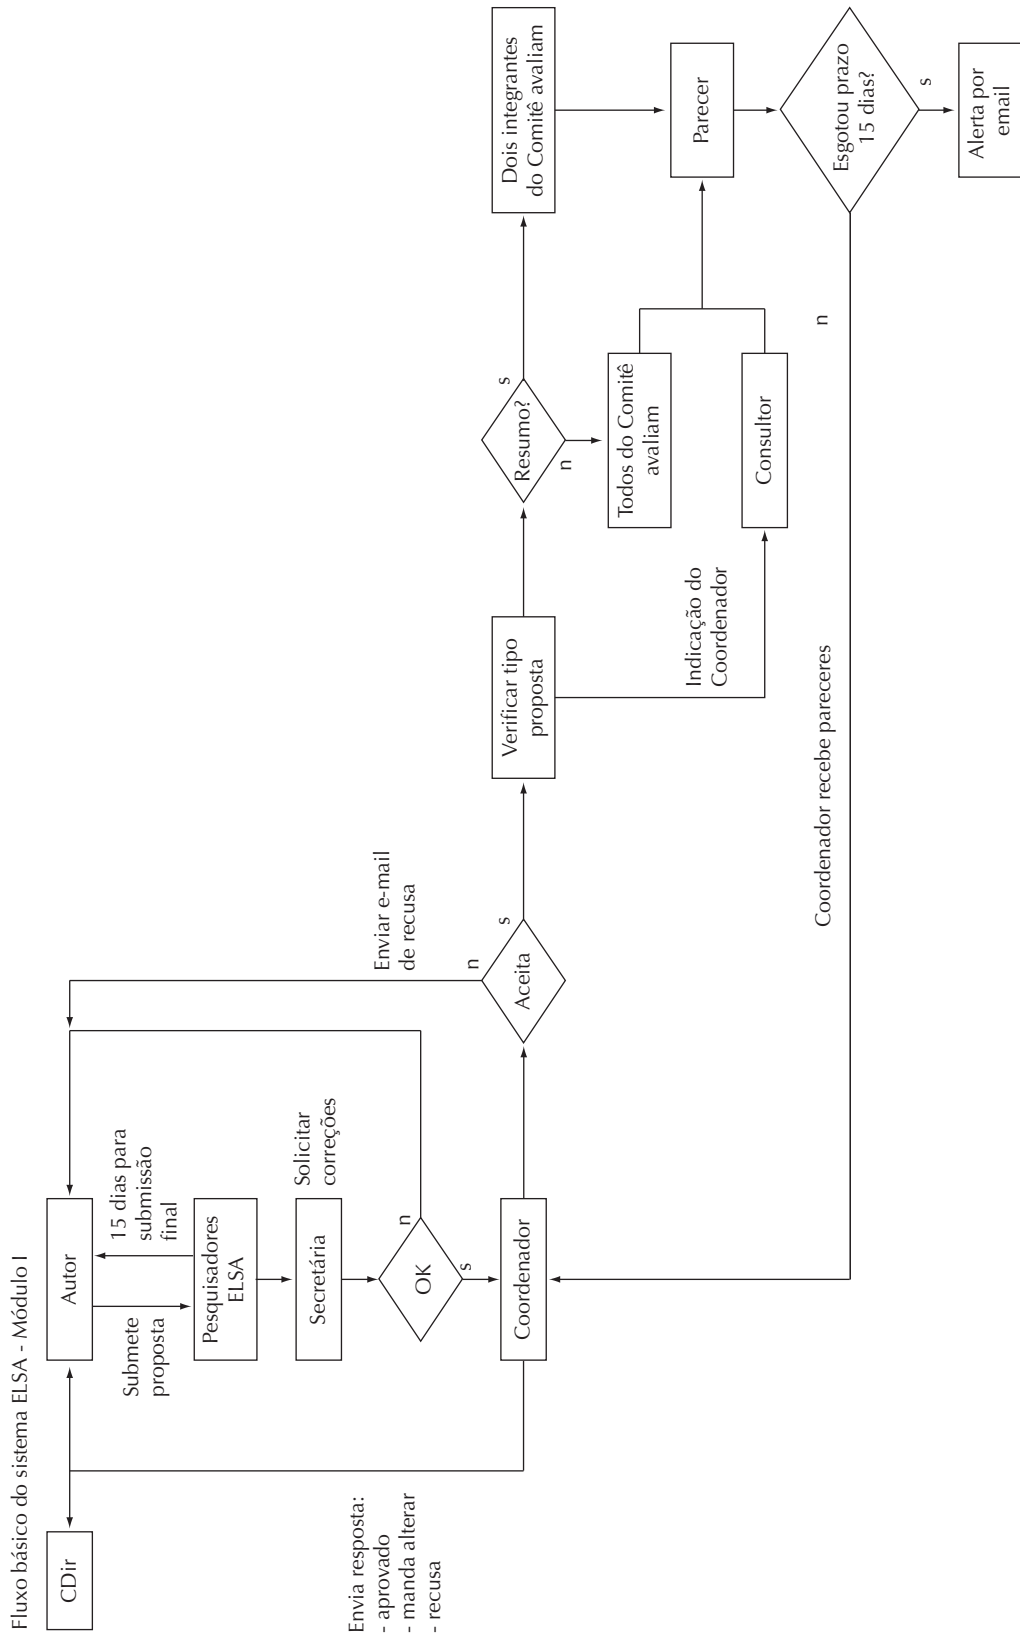 Fluxo básico do sistema ELSA - Módulo I
CDir
Autor
Submete
proposta
15 dias para
submissão
final
Pesquisadores
ELSA
Secretária
Solicitar
correções
OK
n
s
Coordenador
Envia resposta:
- aprovado
- manda alterar
- recusa
Enviar e-mail
de recusa
n
Aceita
s
Verificar tipo
proposta
Indicação do
Coordenador
Resumo?
s
n
Dois integrantes
do Comitê avaliam
Todos do Comitê
avaliam
Consultor
Parecer
Esgotou prazo
15 dias?
s
n
Alerta por
email
Coordenador recebe pareceres